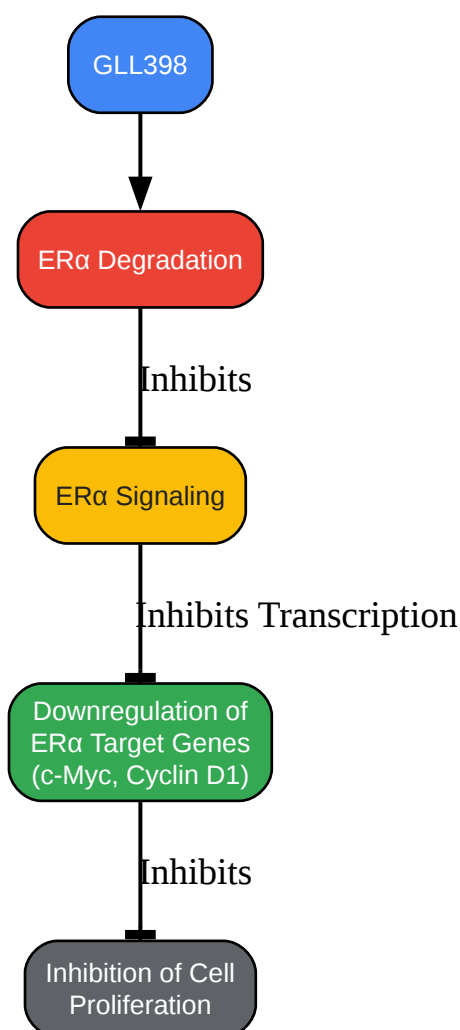 GLL398
ERα Degradation
Inhibits
ERα Signaling
Inhibits Transcription
Downregulation of
ERα Target Genes
(c-Myc, Cyclin D1)
Inhibits
Inhibition of Cell
Proliferation